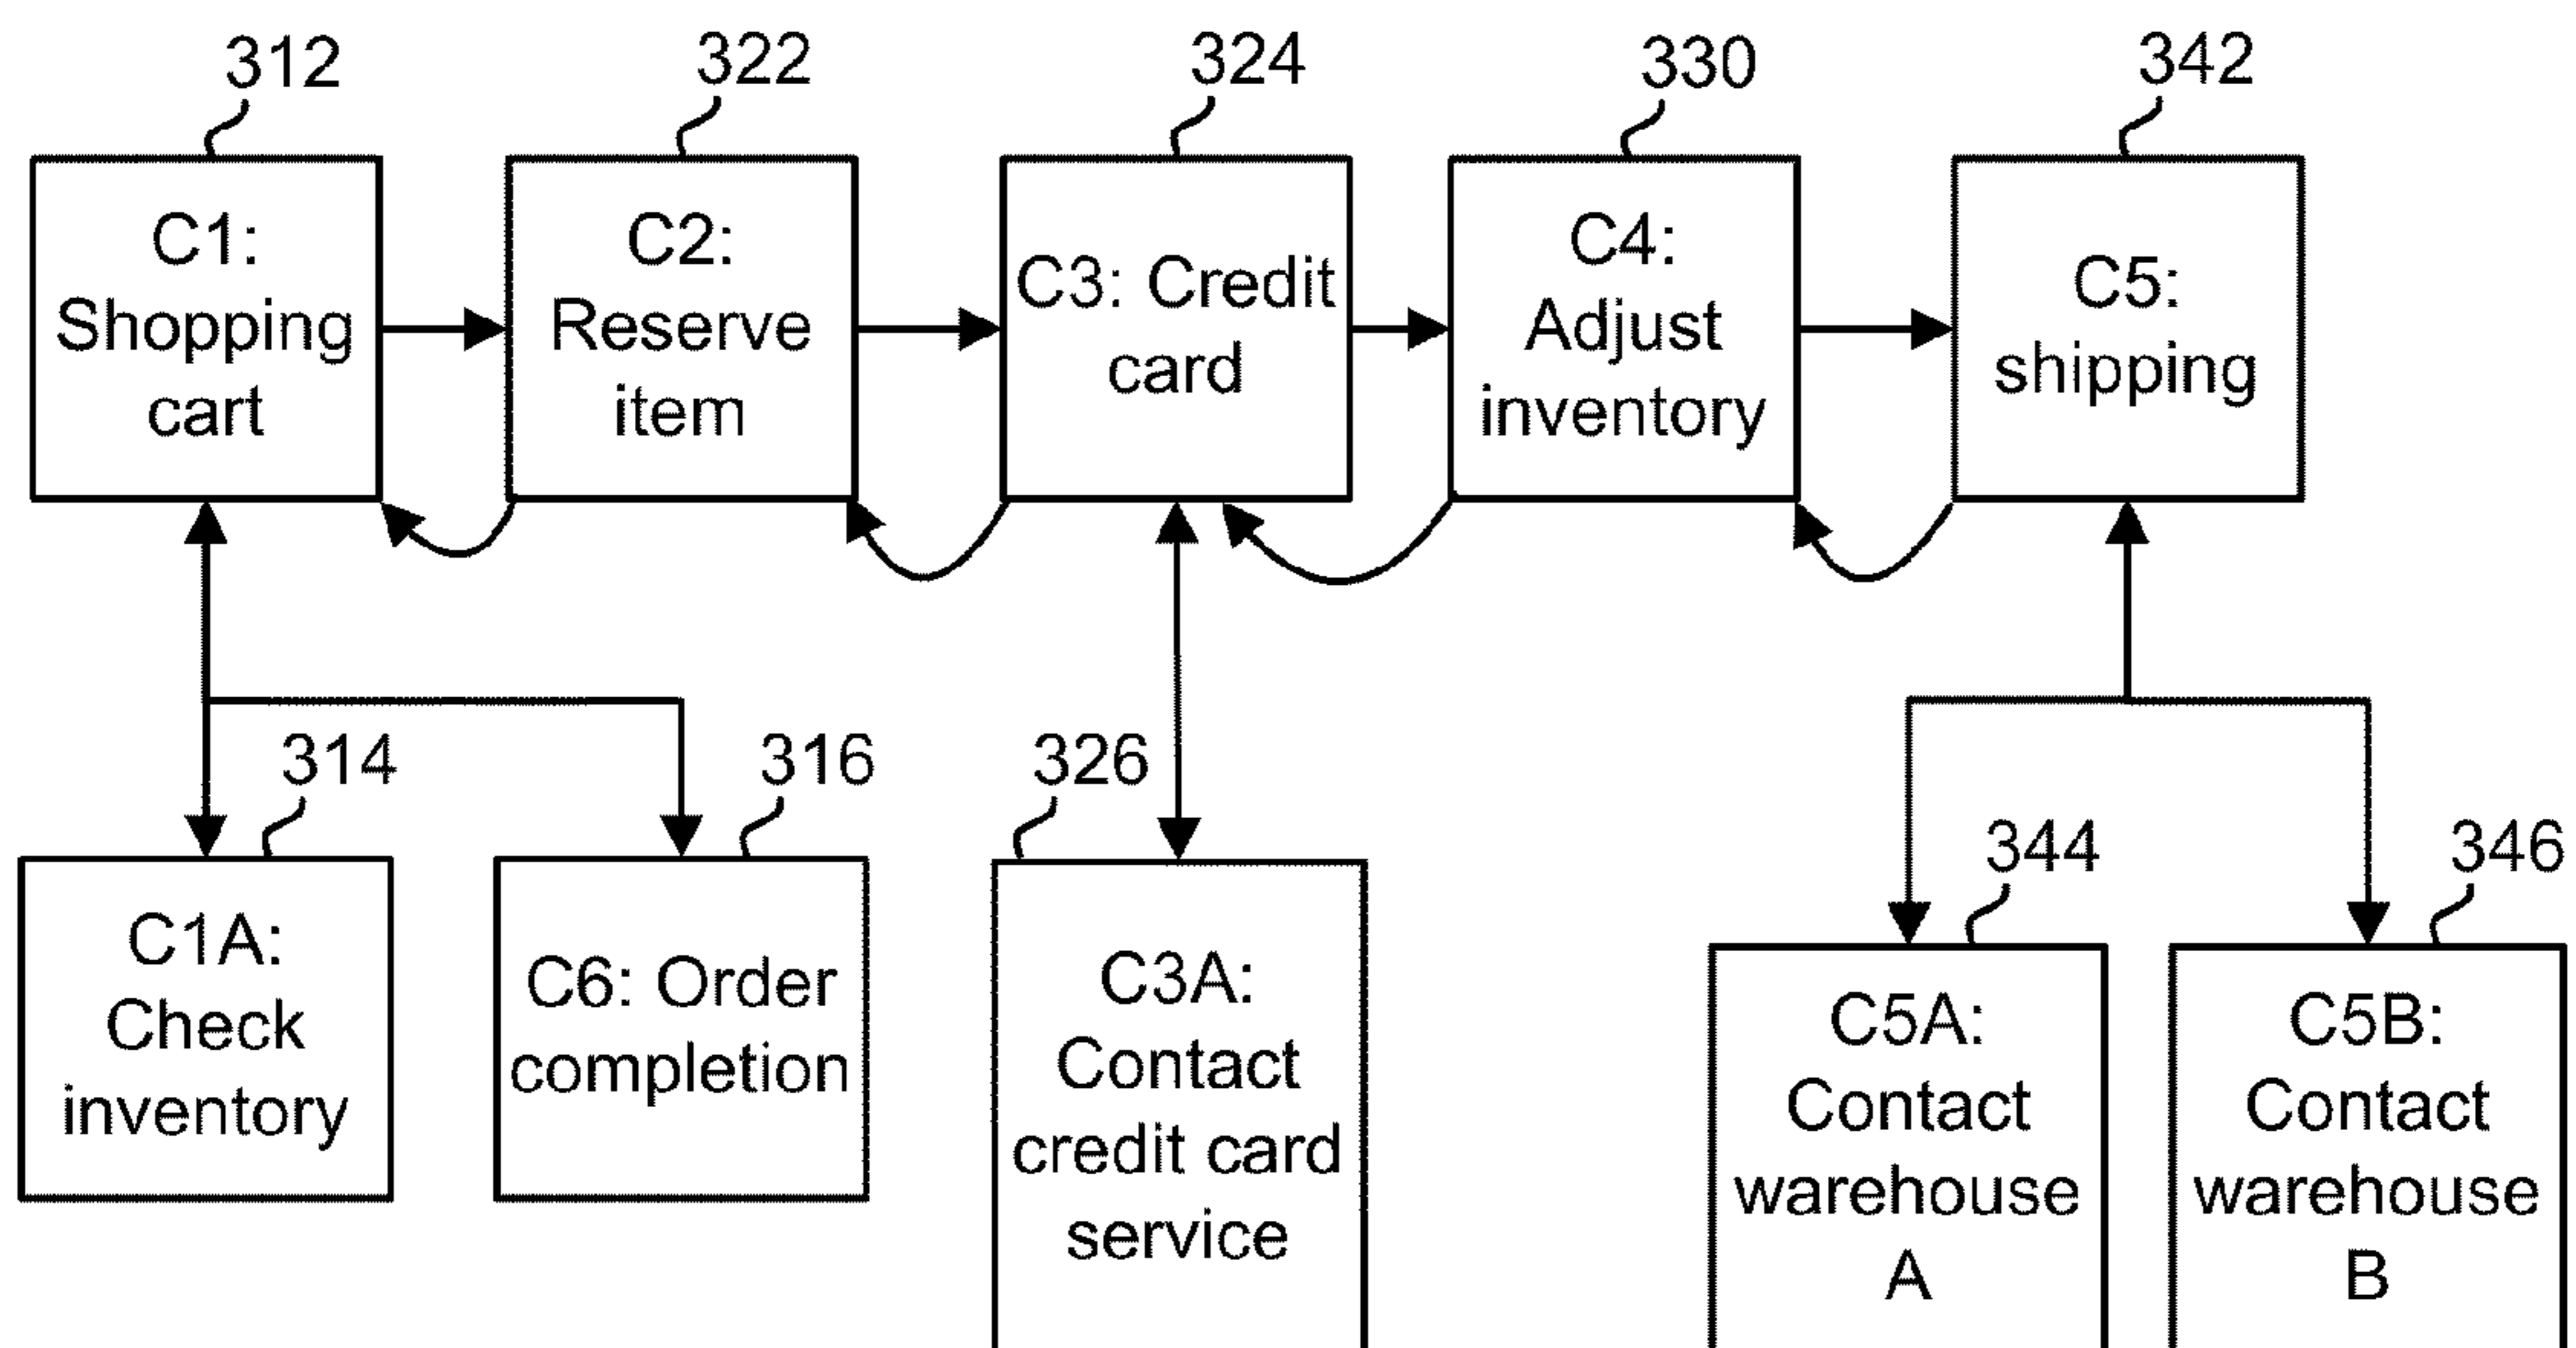 312
322
324
330
342
C1:
Shopping
cart
C2:
Reserve
item
C3: Credit
card
C4:
Adjust
inventory
C5:
shipping
314
316
326
344
346
C1A:
Check
inventory
C6: Order
completion
C3A:
Contact
credit card
service
C5A:
Contact
warehouse
A
C5B:
Contact
warehouse
B